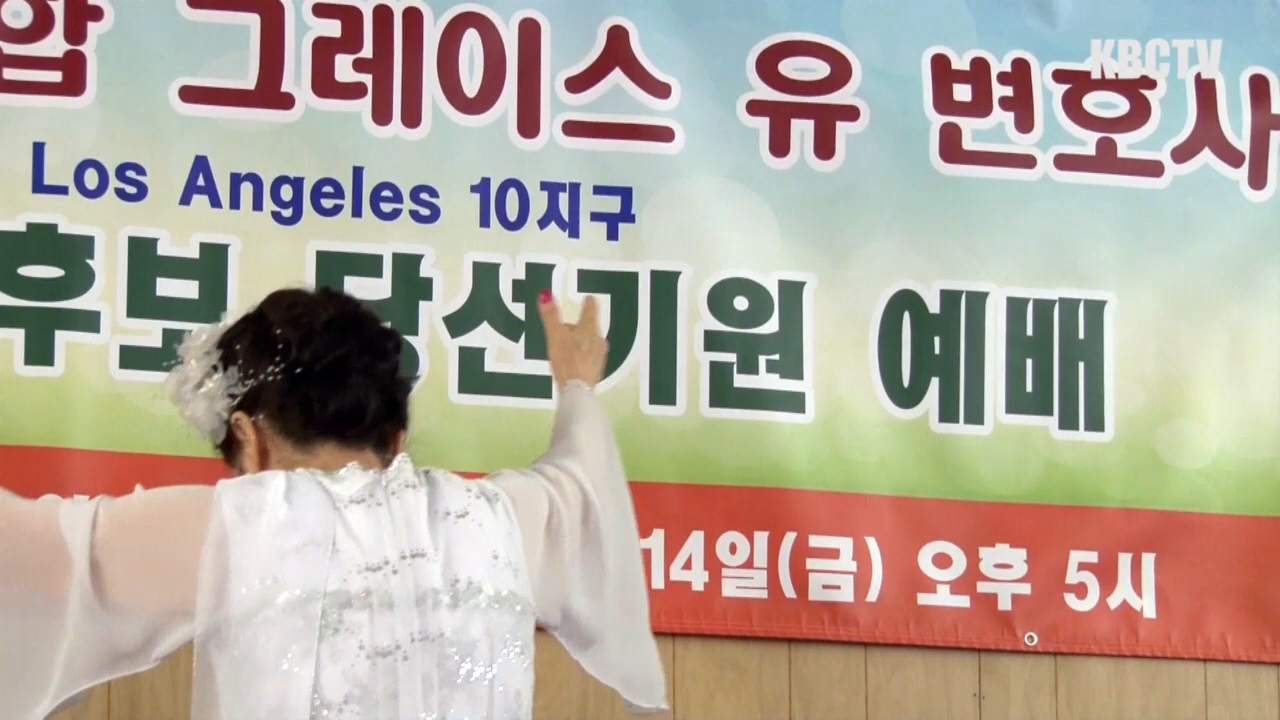 KBCTV
합 그레이스 유 변호사
Los Angeles 10지구
후보 당선기원 예배
14일(금) 오후 5시